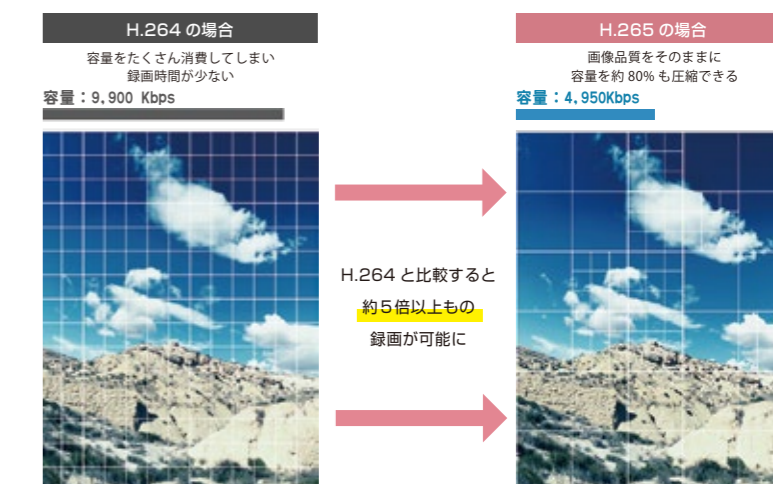 H.264 の場合
容量をたくさん消費してしまい
録画時間が少ない
容量：9,900 Kbps
H.264 と比較すると
約５倍以上もの
録画が可能に
H.265 の場合
画像品質をそのままに
容量を約 80% も圧縮できる
容量：4,950Kbps